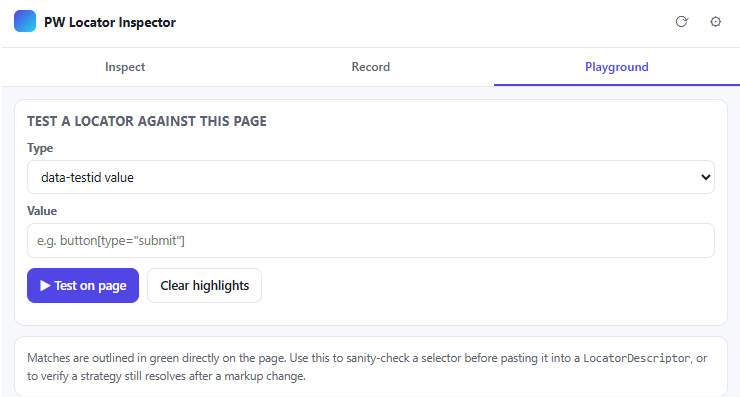 PW Locator Inspector
Inspect
Record
Playground
TEST A LOCATOR AGAINST THIS PAGE
Type
data-testid value
Value
e.g. button[type="submit"]
▶ Test on page
Clear highlights
Matches are outlined in green directly on the page. Use this to sanity-check a selector before pasting it into a LocatorDescriptor, or
to verify a strategy still resolves after a markup change.